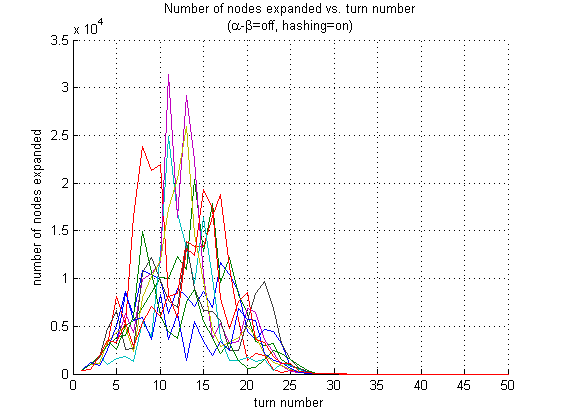 Number of nodes expanded vs. turn number
(α-β=off, hashing=on)
x 10⁴
3.5
3
2.5
2
1.5
1
0.5
0
number of nodes expanded
0 5 10 15 20 25 30 35 40 45 50
turn number